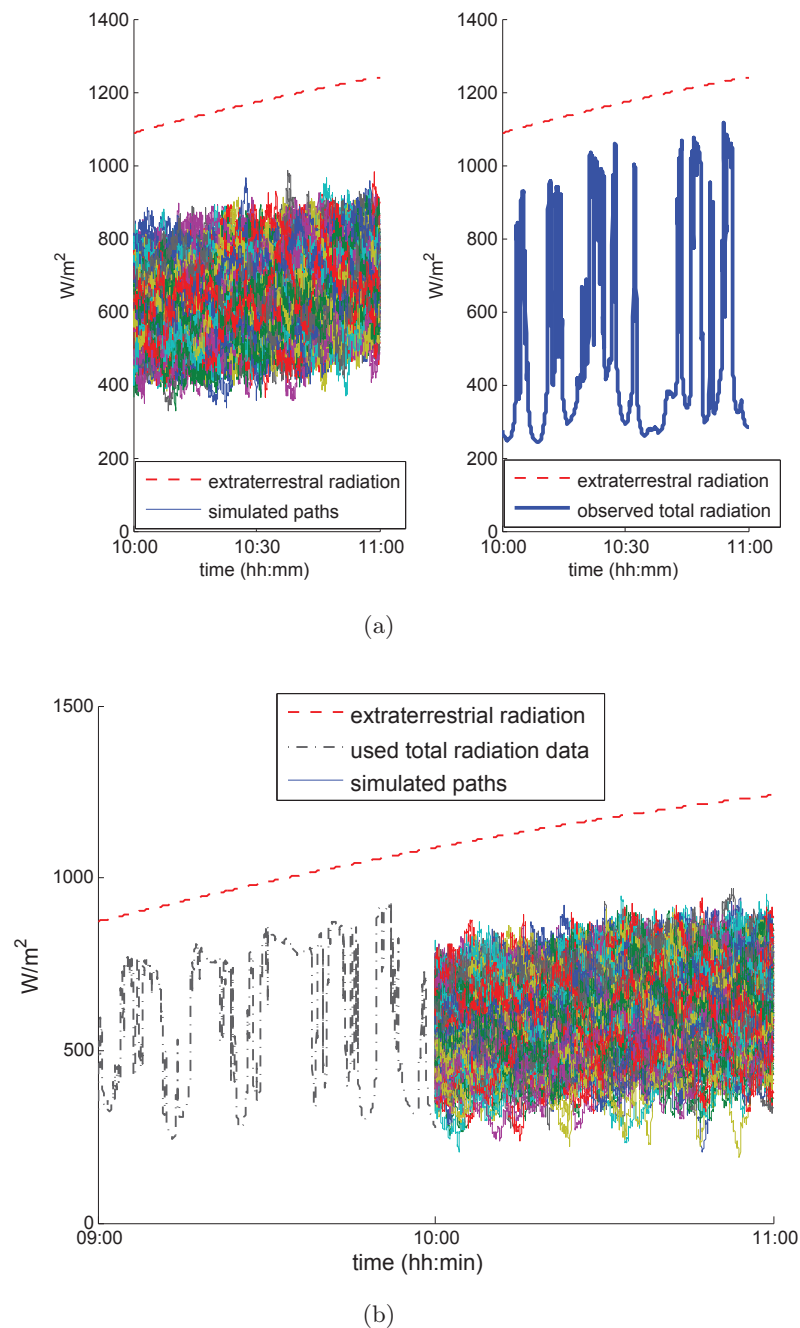 1400
1200
1000
800
600
400
200
0
W/m²
extraterrestral radiation
simulated paths
10:00 10:30 11:00
time (hh:mm)
1400
1200
1000
800
600
400
200
0
W/m²
extraterrestral radiation
observed total radiation
10:00 10:30 11:00
time (hh:mm)
(a)
1500
1000
500
0
W/m²
extraterrestrial radiation
used total radiation data
simulated paths
09:00 10:00 11:00
time (hh:min)
(b)